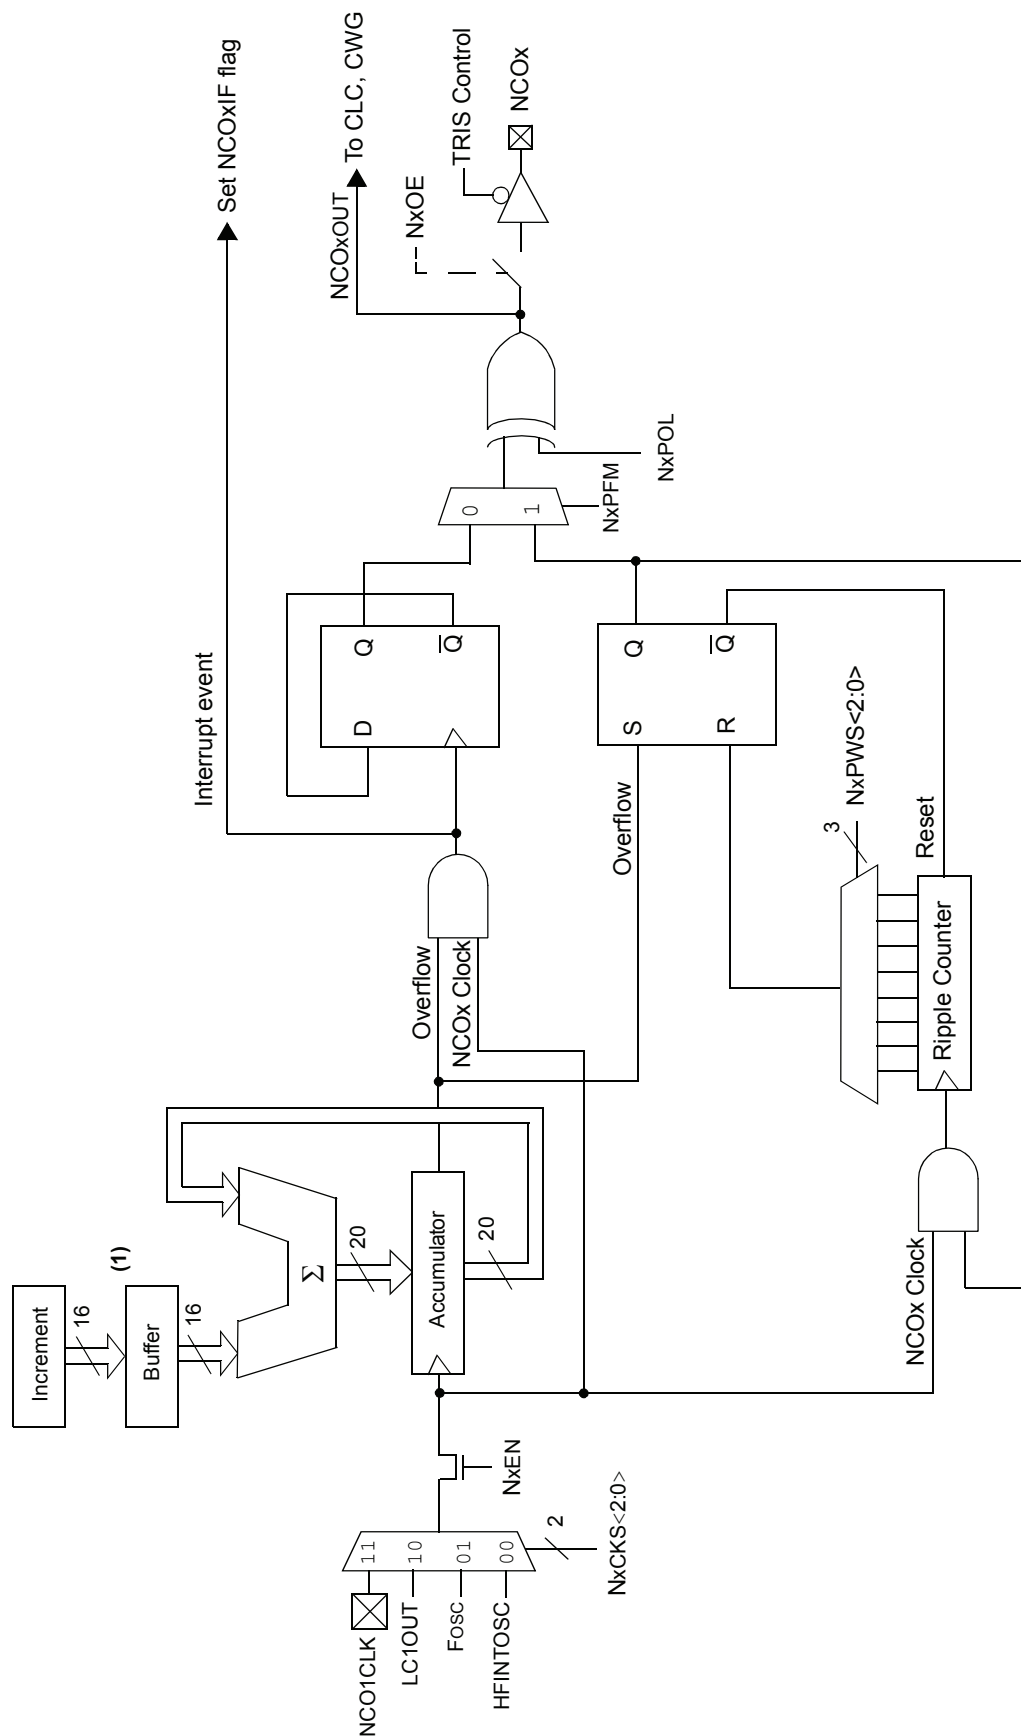 Increment
16
Buffer
(1)
16
Σ
20
Accumulator
20
NCO1CLK
LC1OUT
FOSC
HFINTOSC
11
10
01
00
2
NxCKS<2:0>
NxEN
Overflow
NCOx Clock
Interrupt event
Set NCOxIF flag
D
Q
Q
Overflow
S
Q
R
Q
0
1
NxPFM
NxPOL
NCOxOUT
To CLC, CWG
NxOE
TRIS Control
NCOx
NCOx Clock
Ripple Counter
Reset
3
NxPWS<2:0>